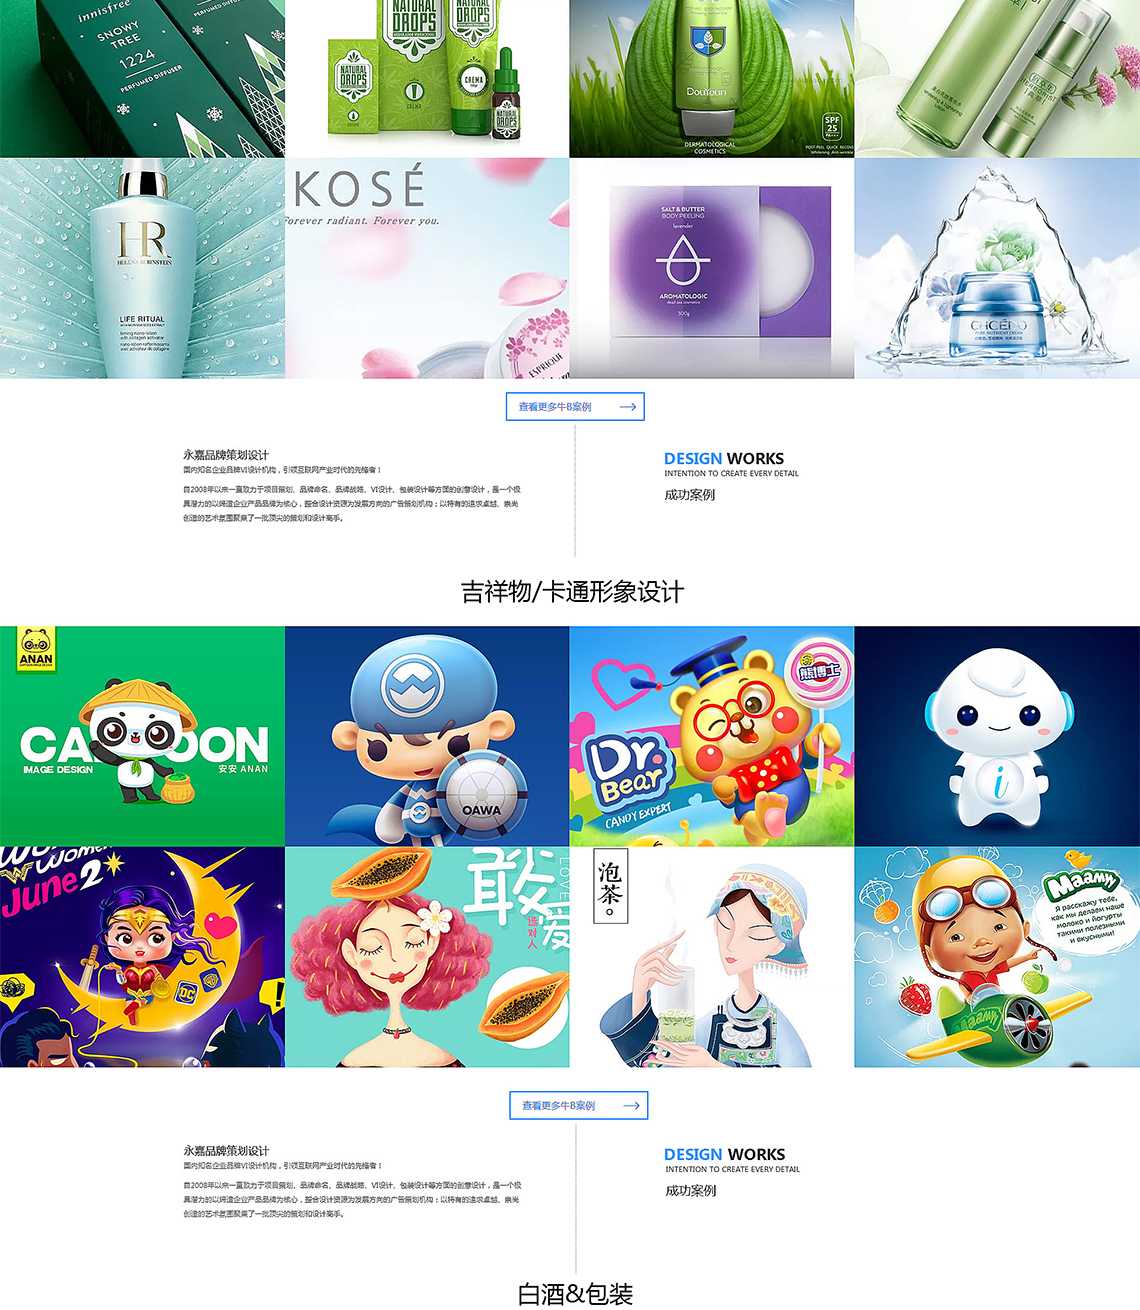 innisfree
SNOWY
TREE
1224
PERFUMED DIFFUSER
NATURAL
DROPS
NATURAL
DROPS
NATURAL
DROPS
CREMA
CREMA
NATURAL
DROPS
DouYoun
DERMATOLOGICAL
COSMETICS
SPF
25
HR
HELENA RUBINSTEIN
LIFE RITUAL
KOSÉ
Forever radiant. Forever you.
ESPRIQUE
SALT & BUTTER
BODY PEELING
lavender
AROMATOLOGIC
dead sea cosmetics
300g
CHCEDO
PURE NUTRIENT CREAM
查看更多牛B案例
永嘉品牌策划设计
国内知名企业品牌VI设计机构，引领互联网产业时代的先锋者！
自2008年以来一直致力于项目策划、品牌命名、品牌战略、VI设计、包装设计等方面的创意设计，是一个极
具潜力的以缔造企业产品品牌为核心，整合设计资源为发展方向的广告策划机构；以特有的追求卓越、崇尚
创造的艺术氛围聚集了一批顶尖的策划和设计高手。
DESIGN WORKS
INTENTION TO CREATE EVERY DETAIL
成功案例
吉祥物/卡通形象设计
ANAN
CA OON
IMAGE DESIGN
安安 ANAN
OAWA
熊博士
Dr.
Bear
CANDY EXPERT
i
Women
June2
DC
敢爱
LOVE
选对人
泡茶。
Маами
Я расскажу тебе,
как мы делаем наше
молоко и йогурты
такими полезными
и вкусными!
Маами
查看更多牛B案例
永嘉品牌策划设计
国内知名企业品牌VI设计机构，引领互联网产业时代的先锋者！
自2008年以来一直致力于项目策划、品牌命名、品牌战略、VI设计、包装设计等方面的创意设计，是一个极
具潜力的以缔造企业产品品牌为核心，整合设计资源为发展方向的广告策划机构；以特有的追求卓越、崇尚
创造的艺术氛围聚集了一批顶尖的策划和设计高手。
DESIGN WORKS
INTENTION TO CREATE EVERY DETAIL
成功案例
白酒&包装